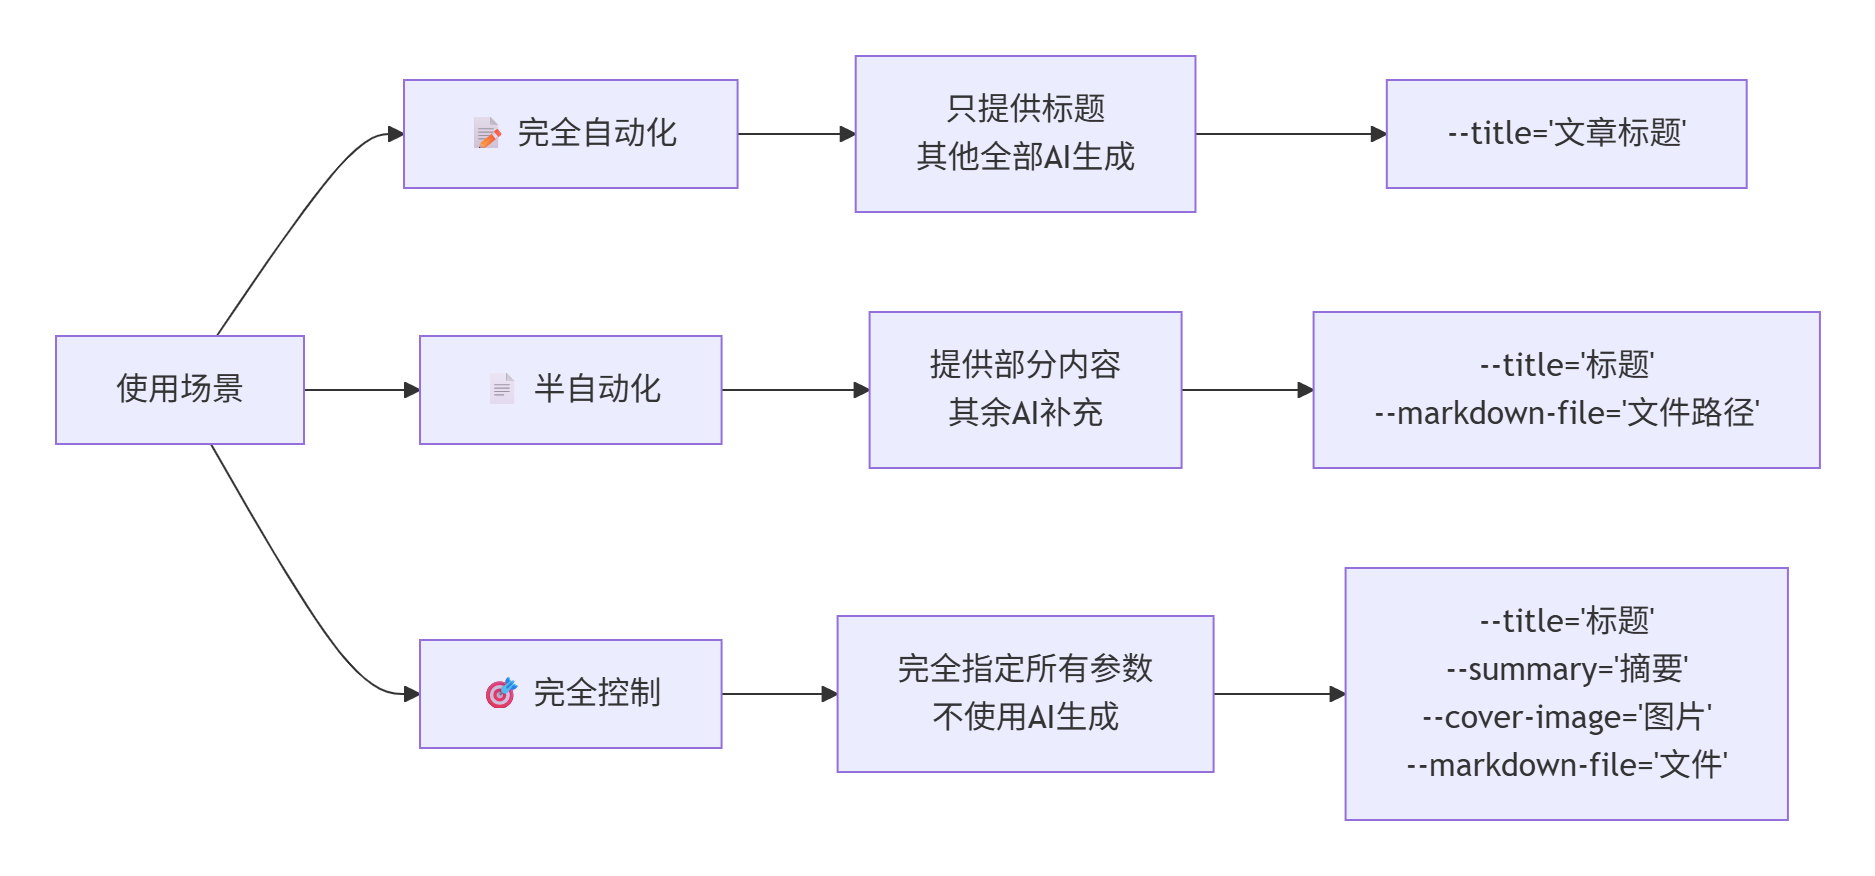 使用场景
📝 完全自动化
只提供标题
其他全部AI生成
--title='文章标题'
📄 半自动化
提供部分内容
其余AI补充
--title='标题'
--markdown-file='文件路径'
🎯 完全控制
完全指定所有参数
不使用AI生成
--title='标题'
--summary='摘要'
--cover-image='图片'
--markdown-file='文件'